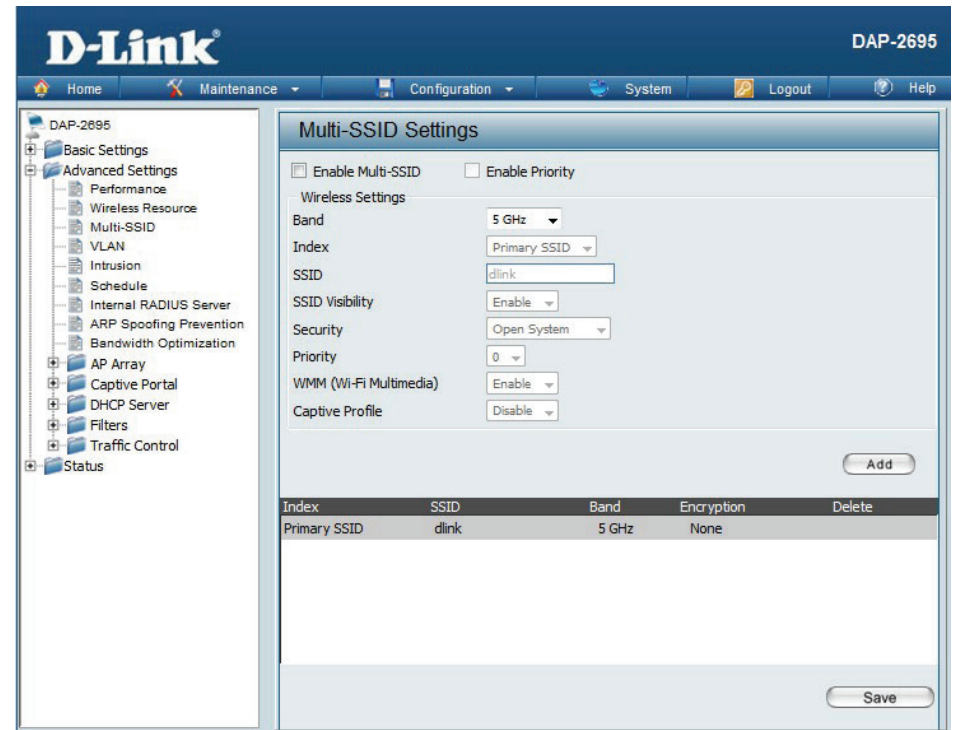 D-Link
DAP-2695
Home Maintenance Configuration System Logout Help
DAP-2695
Basic Settings
Advanced Settings
Performance
Wireless Resource
Multi-SSID
VLAN
Intrusion
Schedule
Internal RADIUS Server
ARP Spoofing Prevention
Bandwidth Optimization
AP Array
Captive Portal
DHCP Server
Filters
Traffic Control
Status
Multi-SSID Settings
Enable Multi-SSID Enable Priority
Wireless Settings
Band 5 GHz
Index Primary SSID
SSID dlink
SSID Visibility Enable
Security Open System
Priority 0
WMM (Wi-Fi Multimedia) Enable
Captive Profile Disable
Add
Index SSID Band Encryption Delete
Primary SSID dlink 5 GHz None
Save